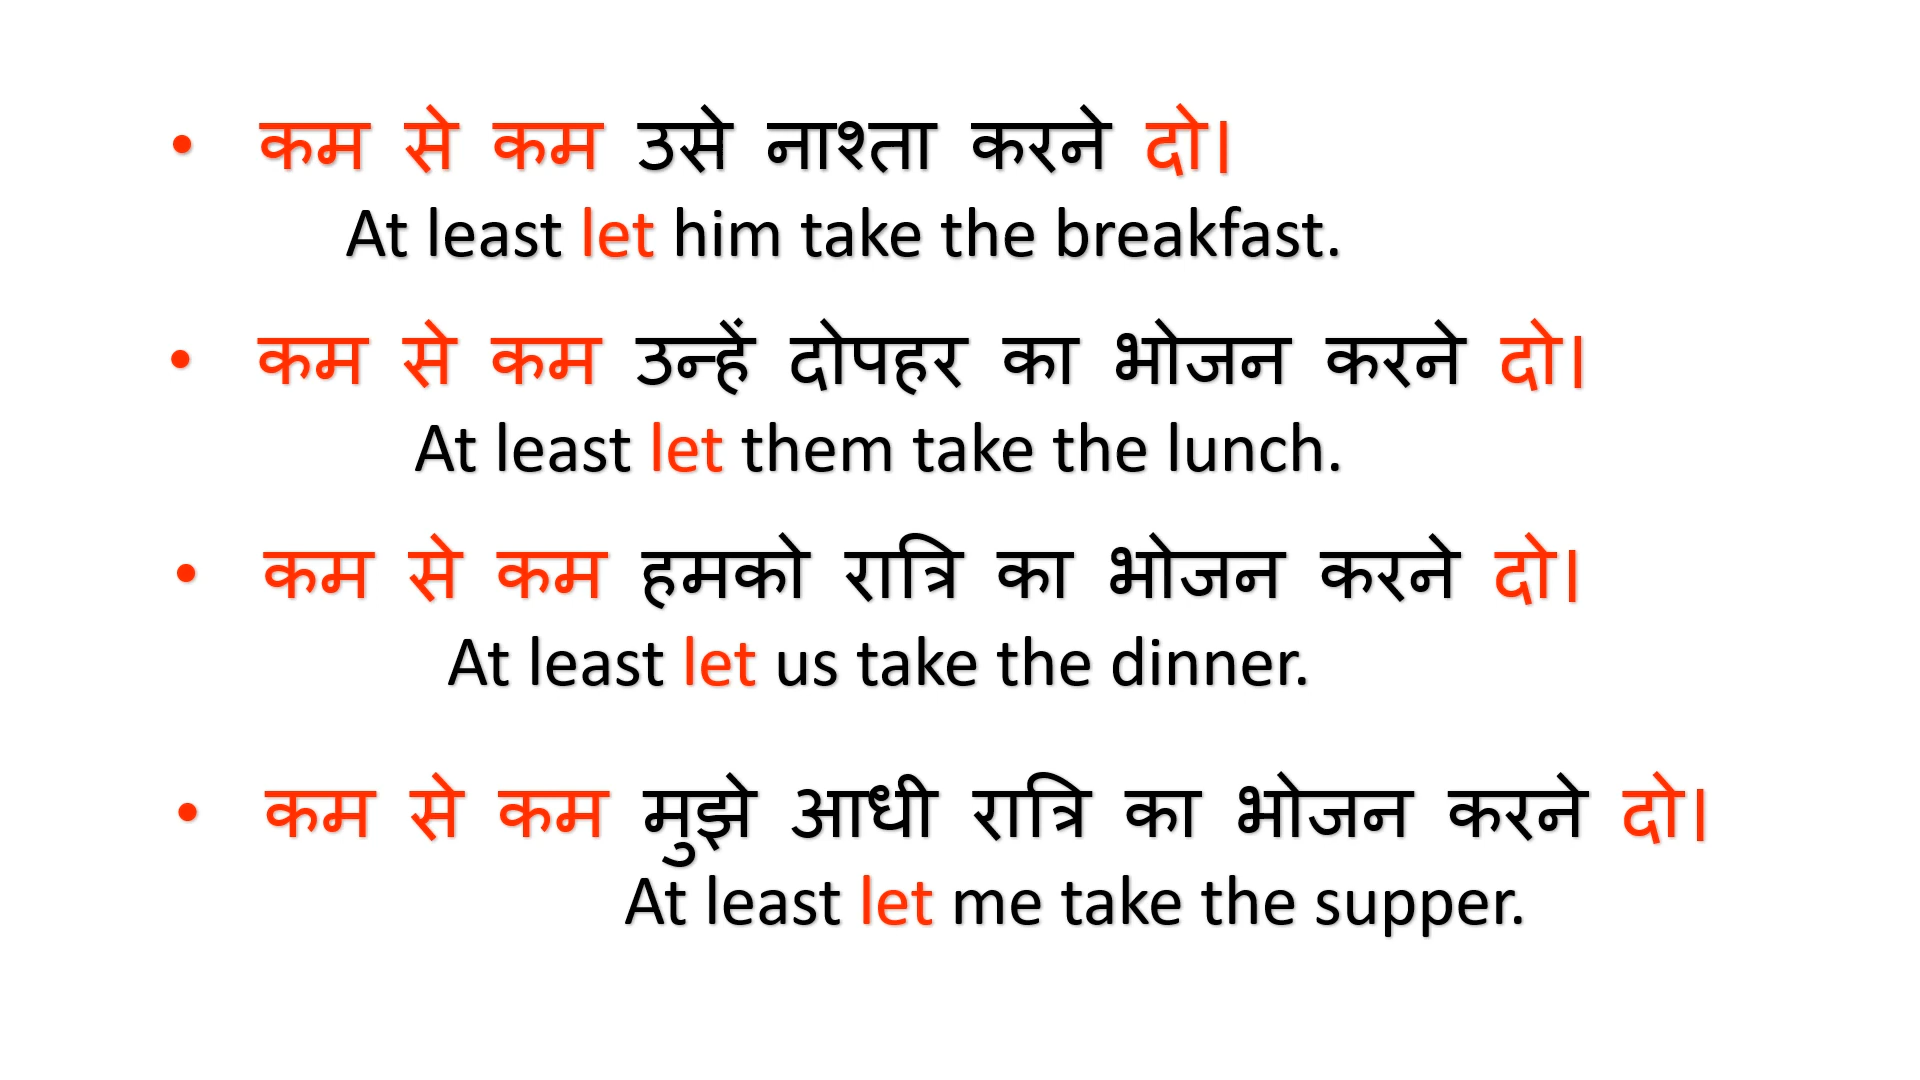 • कम से कम उसे नाश्ता करने दो।
At least let him take the breakfast.
• कम से कम उन्हें दोपहर का भोजन करने दो।
At least let them take the lunch.
• कम से कम हमको रात्रि का भोजन करने दो।
At least let us take the dinner.
• कम से कम मुझे आधी रात्रि का भोजन करने दो।
At least let me take the supper.